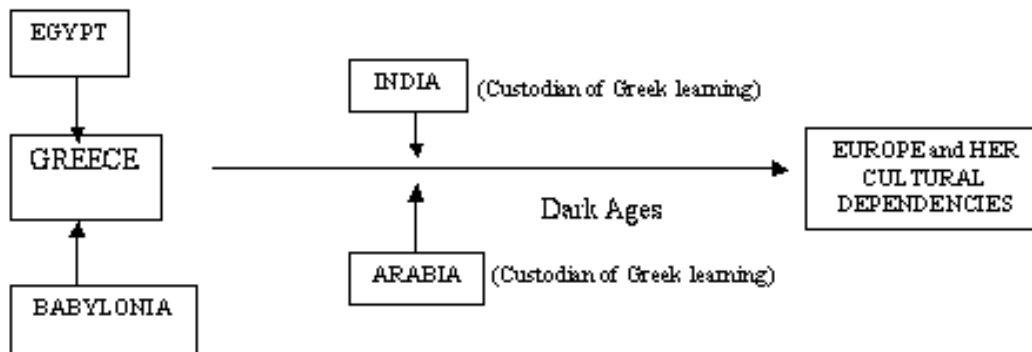 EGYPT
INDIA
(Custodian of Greek learning)
GREECE
EUROPE and HER
CULTURAL
DEPENDENCIES
Dark Ages
ARABIA
(Custodian of Greek learning)
BABYLONIA